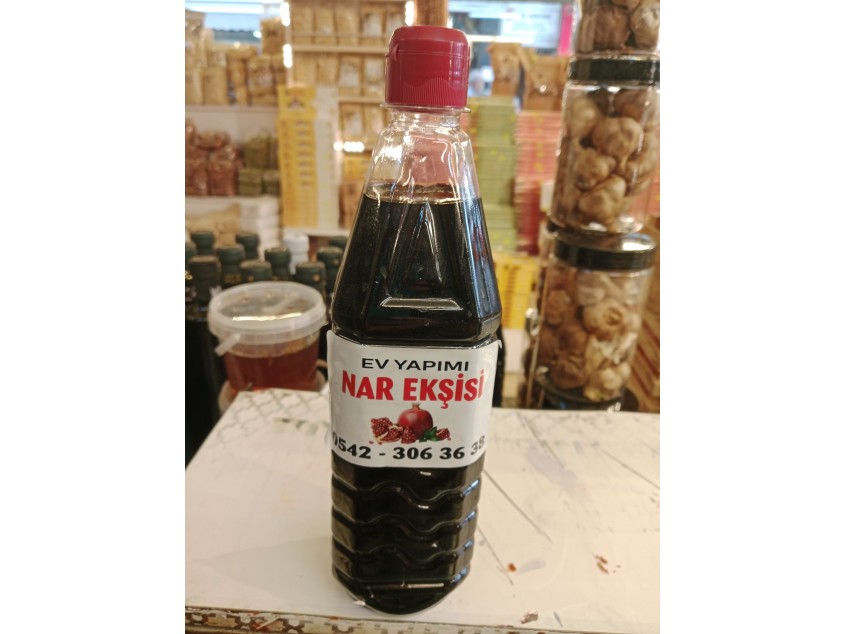 EV YAPIMI
NAR EKŞİSİ
0542 - 306 36 38